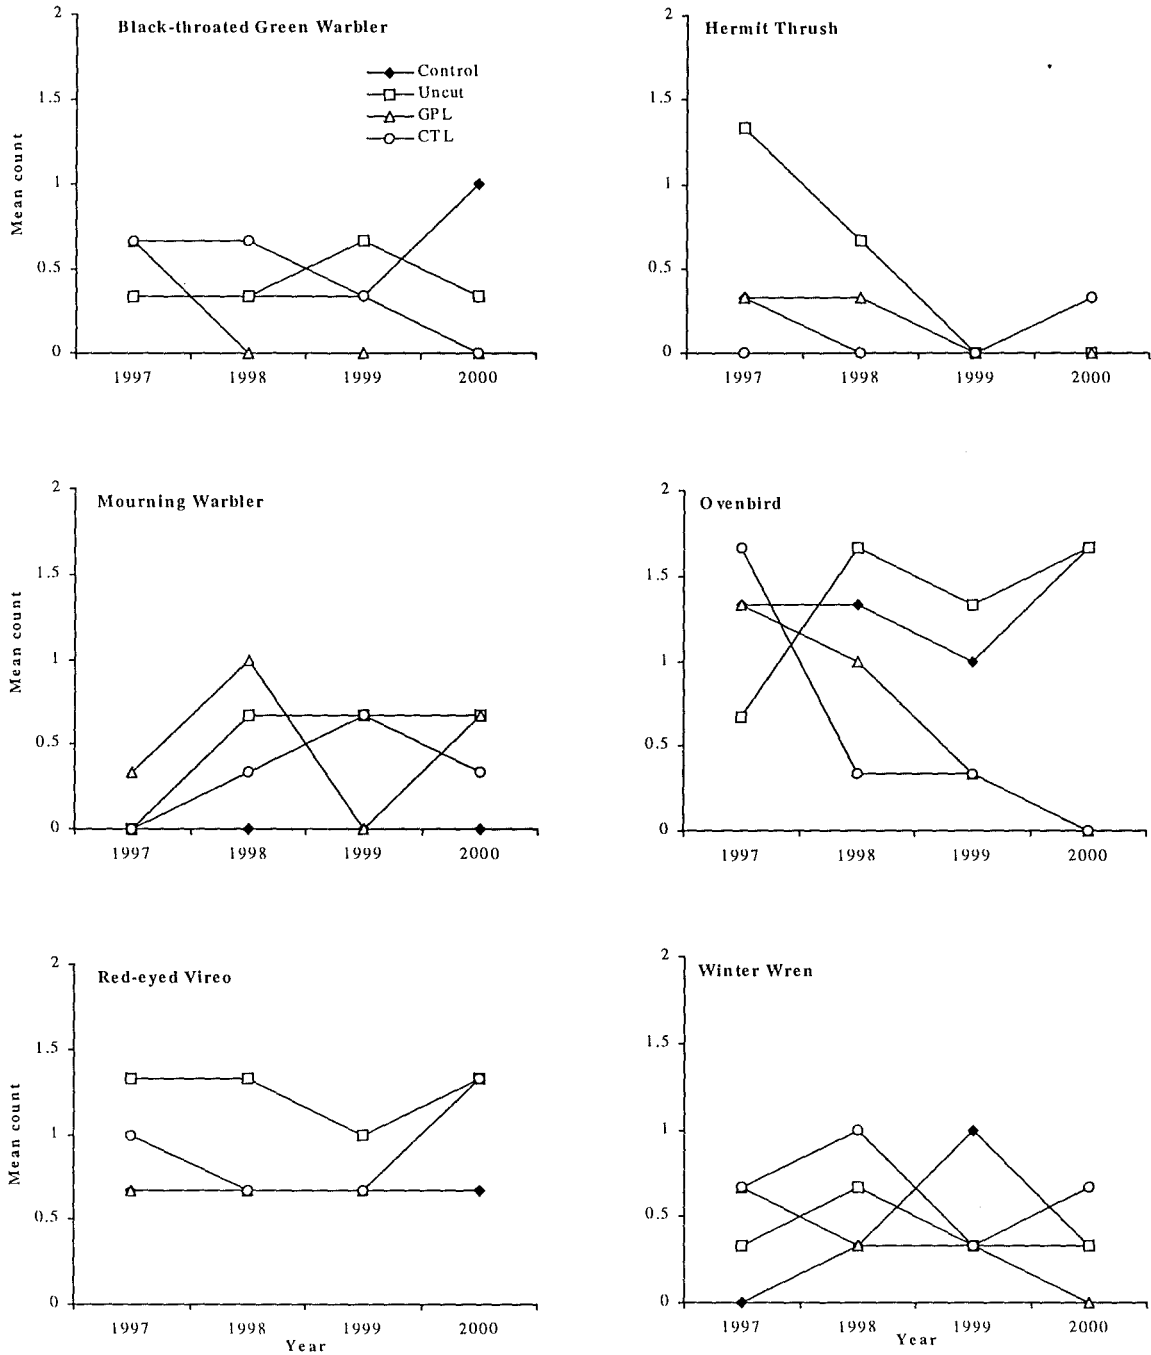 Black-throated Green Warbler
Mean count
2
1.5
1
0.5
0
Control
Uncut
GPL
CTL
1997 1998 1999 2000
Hermit Thrush
2
1.5
1
0.5
0
1997 1998 1999 2000
Mourning Warbler
Mean count
2
1.5
1
0.5
0
1997 1998 1999 2000
Ovenbird
2
1.5
1
0.5
0
1997 1998 1999 2000
Red-eyed Vireo
Mean count
2
1.5
1
0.5
0
1997 1998 1999 2000
Year
Winter Wren
2
1.5
1
0.5
0
1997 1998 1999 2000
Year